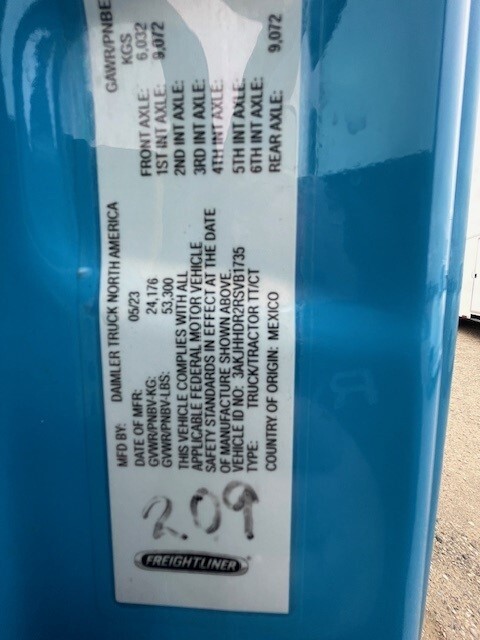 MFD BY: DAIMLER TRUCK NORTH AMERICA
DATE OF MFR: 05/23
GVWR/PNBV-KG: 24,176
GVWR/PNBV-LBS: 53,300
THIS VEHICLE COMPLIES WITH ALL
APPLICABLE FEDERAL MOTOR VEHICLE
SAFETY STANDARDS IN EFFECT AT THE DATE
OF MANUFACTURE SHOWN ABOVE.
VEHICLE ID NO: 3AKJHHDR2RSVB1735
TYPE: TRUCK/TRACTOR TT/CT
COUNTRY OF ORIGIN: MEXICO
GAWR/PNBE
KGS
FRONT AXLE: 6,032
1ST INT AXLE: 9,072
2ND INT AXLE:
3RD INT AXLE:
4TH INT AXLE:
5TH INT AXLE:
6TH INT AXLE:
REAR AXLE: 9,072
209
FREIGHTLINER